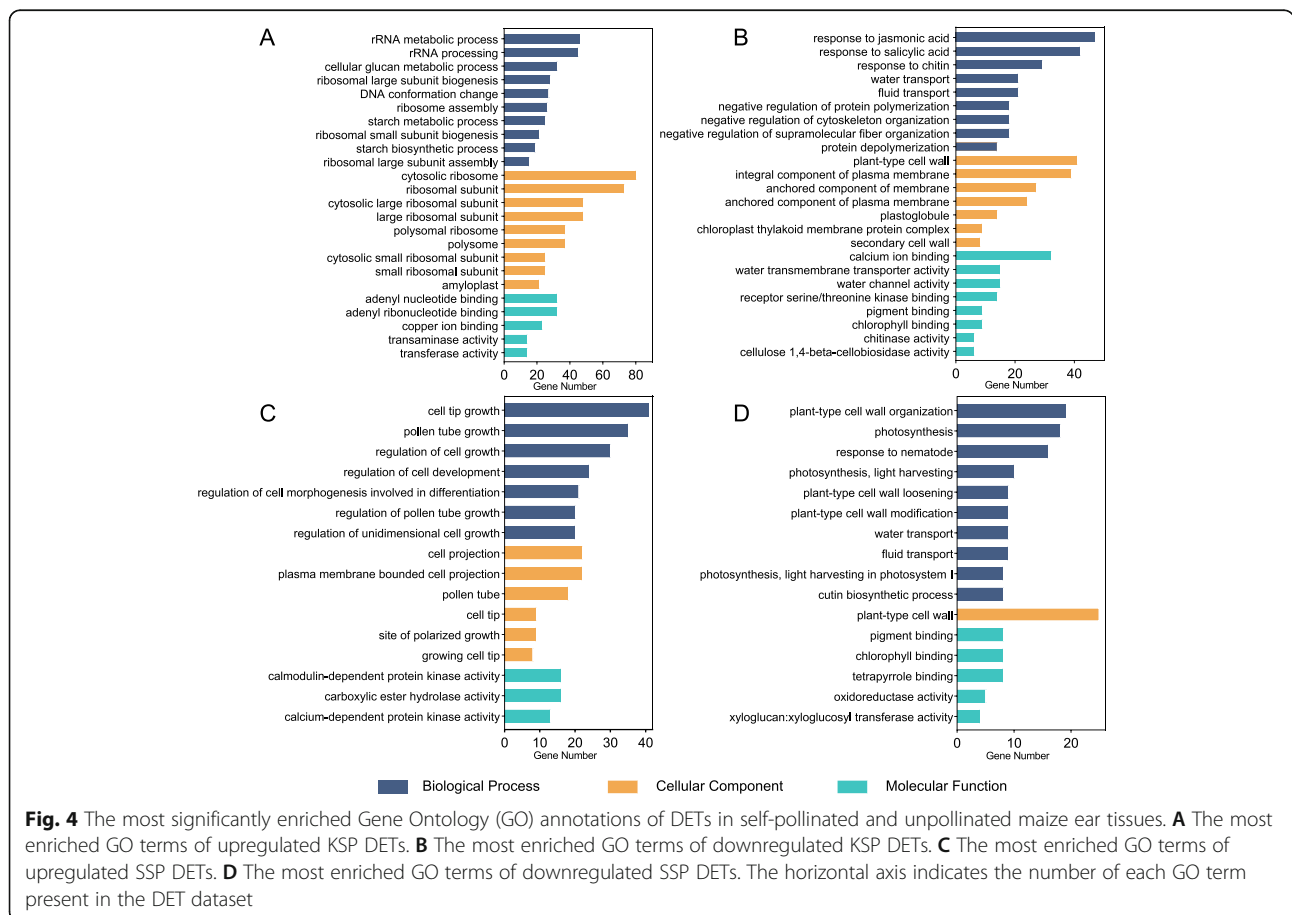 A
rRNA metabolic process
rRNA processing
cellular glucan metabolic process
ribosomal large subunit biogenesis
DNA conformation change
ribosome assembly
starch metabolic process
ribosomal small subunit biogenesis
starch biosynthetic process
ribosomal large subunit assembly
cytosolic ribosome
ribosomal subunit
cytosolic large ribosomal subunit
large ribosomal subunit
polysomal ribosome
polysome
cytosolic small ribosomal subunit
small ribosomal subunit
amyloplast
adenyl nucleotide binding
adenyl ribonucleotide binding
copper ion binding
transaminase activity
transferase activity
0 20 40 60 80
Gene Number
B
response to jasmonic acid
response to salicylic acid
response to chitin
water transport
fluid transport
negative regulation of protein polymerization
negative regulation of cytoskeleton organization
negative regulation of supramolecular fiber organization
protein depolymerization
plant-type cell wall
integral component of plasma membrane
anchored component of membrane
anchored component of plasma membrane
plastoglobule
chloroplast thylakoid membrane protein complex
secondary cell wall
calcium ion binding
water transmembrane transporter activity
water channel activity
receptor serine/threonine kinase binding
pigment binding
chlorophyll binding
chitinase activity
cellulose 1,4-beta-cellobiosidase activity
0 20 40
Gene Number
C
cell tip growth
pollen tube growth
regulation of cell growth
regulation of cell development
regulation of cell morphogenesis involved in differentiation
regulation of pollen tube growth
regulation of unidimensional cell growth
cell projection
plasma membrane bounded cell projection
pollen tube
cell tip
site of polarized growth
growing cell tip
calmodulin-dependent protein kinase activity
carboxylic ester hydrolase activity
calcium-dependent protein kinase activity
0 10 20 30 40
Gene Number
D
plant-type cell wall organization
photosynthesis
response to nematode
photosynthesis, light harvesting
plant-type cell wall loosening
plant-type cell wall modification
water transport
fluid transport
photosynthesis, light harvesting in photosystem I
cutin biosynthetic process
plant-type cell wall
pigment binding
chlorophyll binding
tetrapyrrole binding
oxidoreductase activity
xyloglucan:xyloglucosyl transferase activity
0 10 20
Gene Number
Biological Process Cellular Component Molecular Function
Fig. 4 The most significantly enriched Gene Ontology (GO) annotations of DETs in self-pollinated and unpollinated maize ear tissues. A The most
enriched GO terms of upregulated KSP DETs. B The most enriched GO terms of downregulated KSP DETs. C The most enriched GO terms of
upregulated SSP DETs. D The most enriched GO terms of downregulated SSP DETs. The horizontal axis indicates the number of each GO term
present in the DET dataset